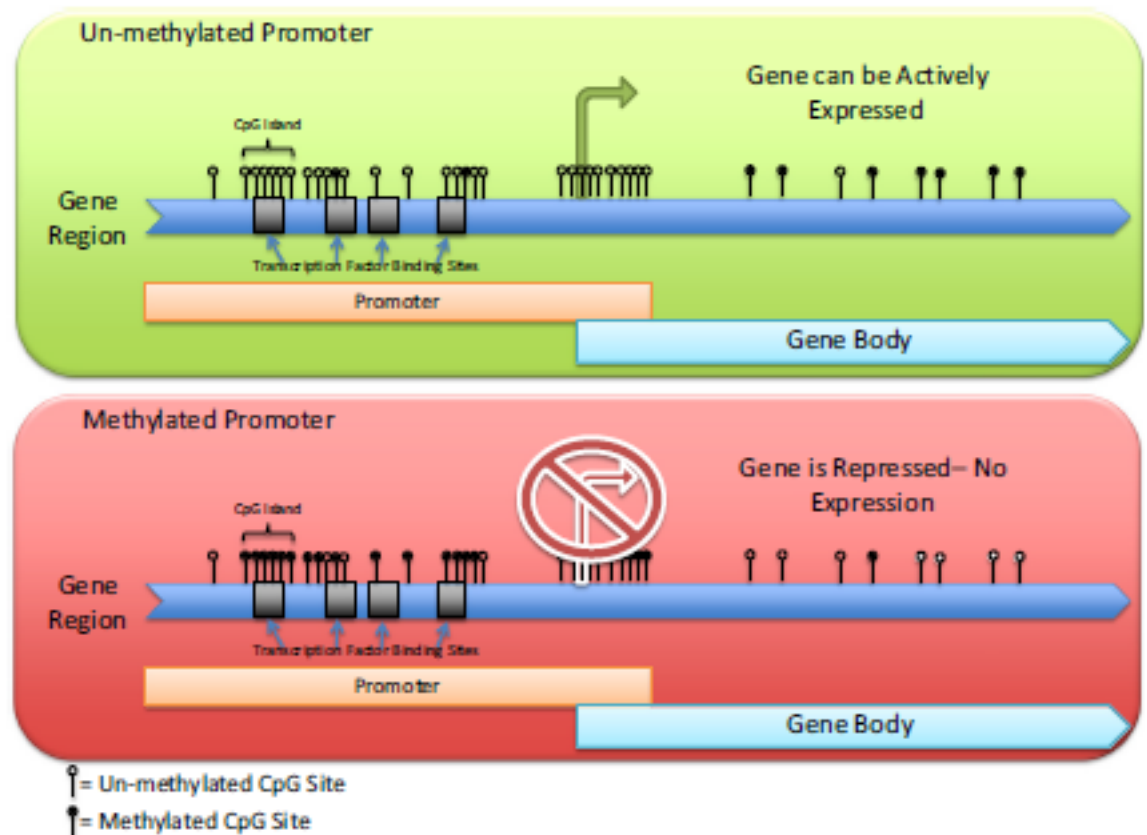 Un-methylated Promoter
Gene can be Actively
Expressed
CpG Island
Gene
Region
Transcription Factor Binding Sites
Promoter
Gene Body
Methylated Promoter
Gene is Repressed– No
Expression
CpG Island
Gene
Region
Transcription Factor Binding Sites
Promoter
Gene Body
= Un-methylated CpG Site
= Methylated CpG Site